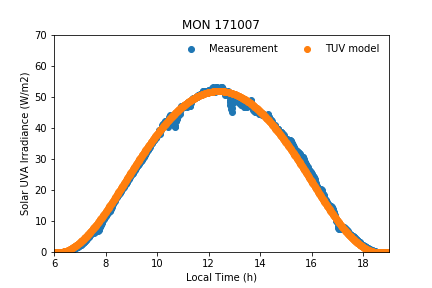 MON 171007
Measurement TUV model
Solar UVA Irradiance (W/m2)
70
60
50
40
30
20
10
0
6 8 10 12 14 16 18
Local Time (h)